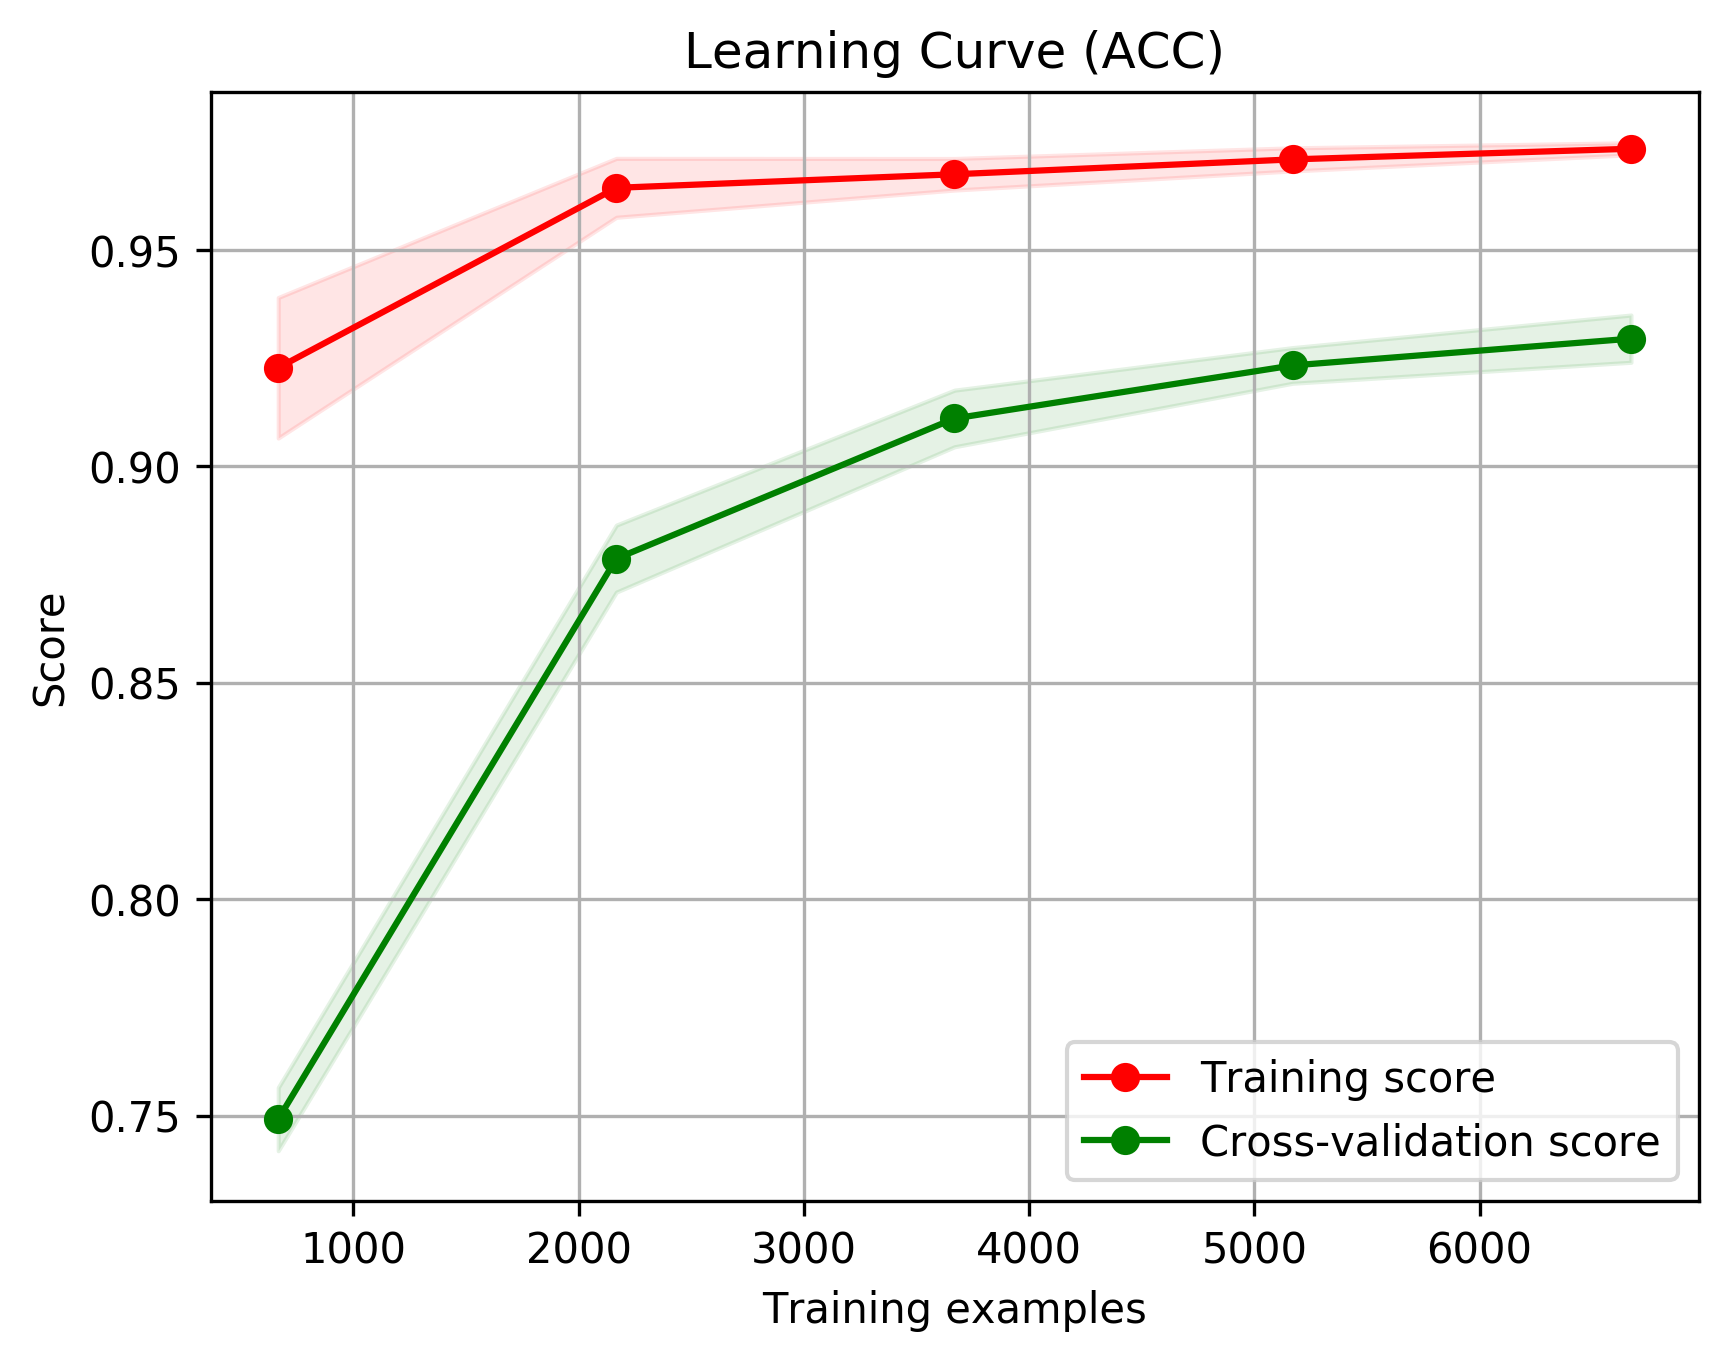 Learning Curve (ACC)
0.95
0.90
0.85
0.80
0.75
Score
1000 2000 3000 4000 5000 6000
Training examples
Training score
Cross-validation score